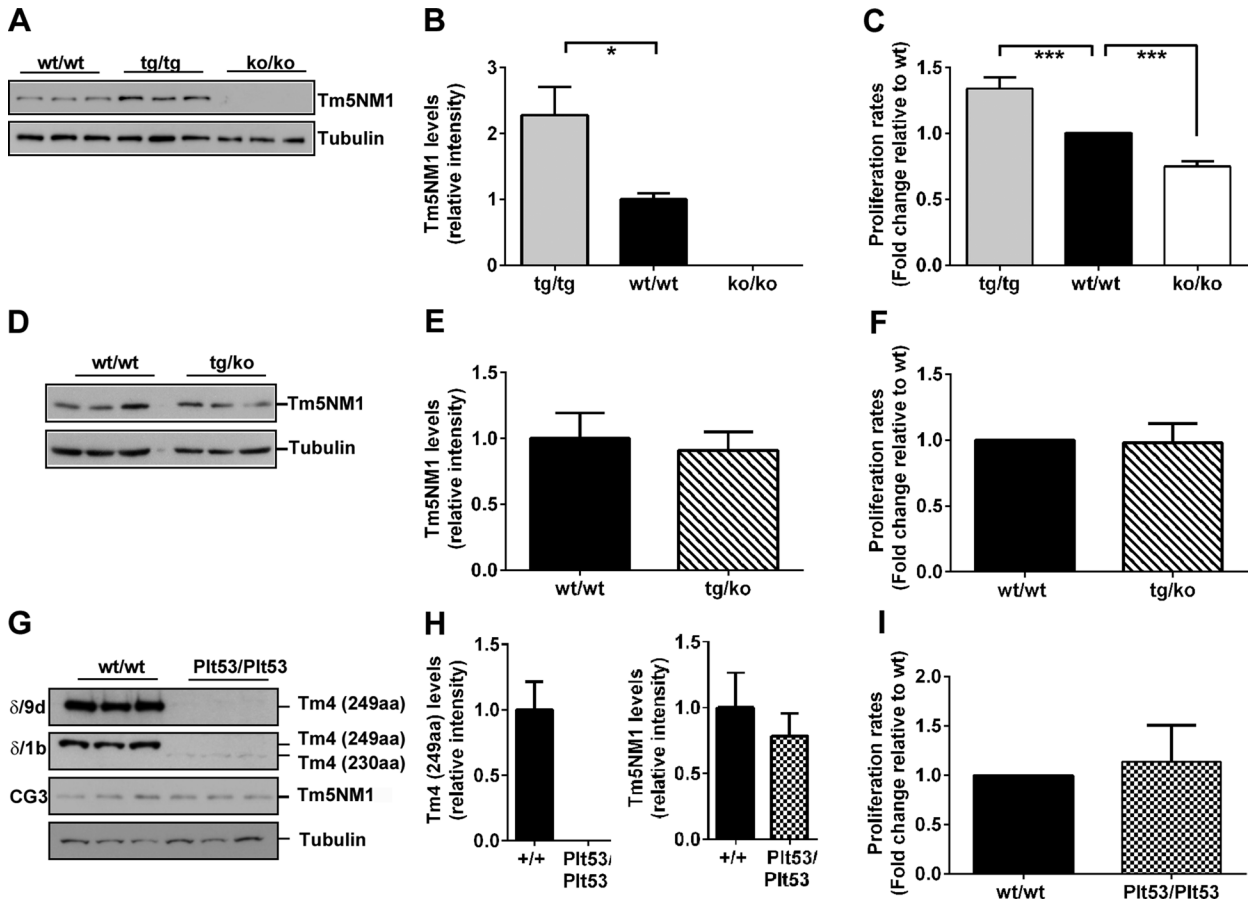 A
wt/wt tg/tg ko/ko
Tm5NM1
Tubulin
B
*
Tm5NM1 levels
(relative intensity)
3
2
1
0
tg/tg wt/wt ko/ko
C
*** ***
Proliferation rates
(Fold change relative to wt)
1.5
1.0
0.5
0.0
tg/tg wt/wt ko/ko
D
wt/wt tg/ko
Tm5NM1
Tubulin
E
Tm5NM1 levels
(relative intensity)
1.5
1.0
0.5
0.0
wt/wt tg/ko
F
Proliferation rates
(Fold change relative to wt)
1.5
1.0
0.5
0.0
wt/wt tg/ko
G
wt/wt Plt53/Plt53
δ/9d Tm4 (249aa)
δ/1b Tm4 (249aa)
Tm4 (230aa)
CG3 Tm5NM1
Tubulin
H
Tm4 (249aa) levels
(relative intensity)
1.5
1.0
0.5
0.0
+/+ Plt53/
Plt53
Tm5NM1 levels
(relative intensity)
1.5
1.0
0.5
0.0
+/+ Plt53/
Plt53
I
Proliferation rates
(Fold change relative to wt)
2.0
1.5
1.0
0.5
0.0
wt/wt Plt53/Plt53